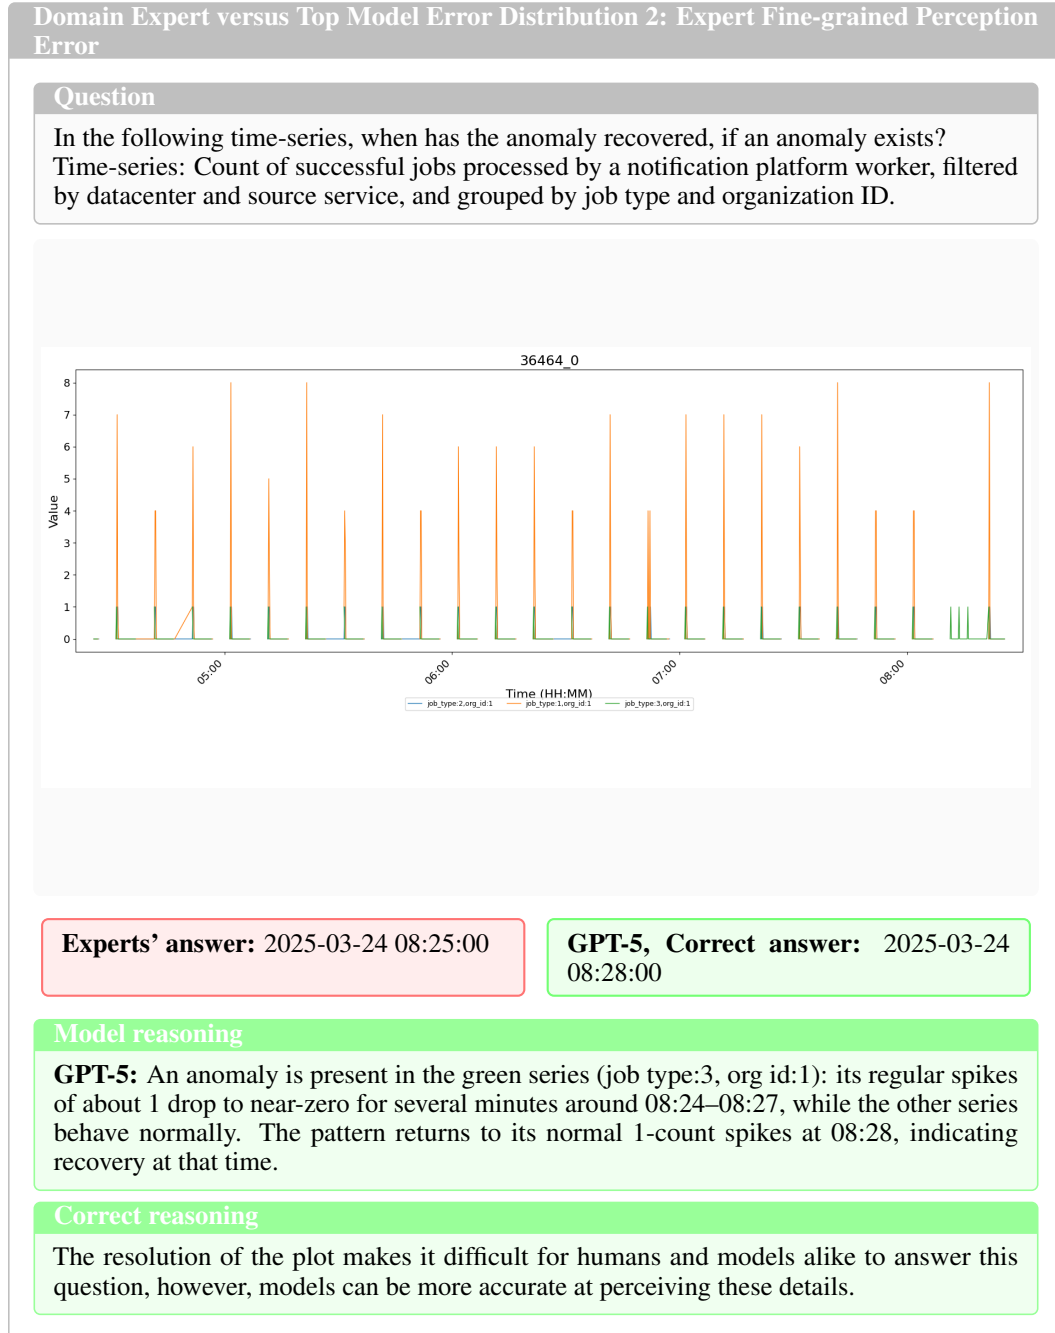 Domain Expert versus Top Model Error Distribution 2: Expert Fine-grained Perception
Error
Question
In the following time-series, when has the anomaly recovered, if an anomaly exists?
Time-series: Count of successful jobs processed by a notification platform worker, filtered
by datacenter and source service, and grouped by job type and organization ID.
36464_0
8
7
6
5
4
3
2
1
0
Value
05:00
06:00
07:00
08:00
Time (HH:MM)
job_type:2,org_id:1
job_type:1,org_id:1
job_type:3,org_id:1
Experts' answer: 2025-03-24 08:25:00
GPT-5, Correct answer: 2025-03-24
08:28:00
Model reasoning
GPT-5: An anomaly is present in the green series (job type:3, org id:1): its regular spikes
of about 1 drop to near-zero for several minutes around 08:24–08:27, while the other series
behave normally. The pattern returns to its normal 1-count spikes at 08:28, indicating
recovery at that time.
Correct reasoning
The resolution of the plot makes it difficult for humans and models alike to answer this
question, however, models can be more accurate at perceiving these details.